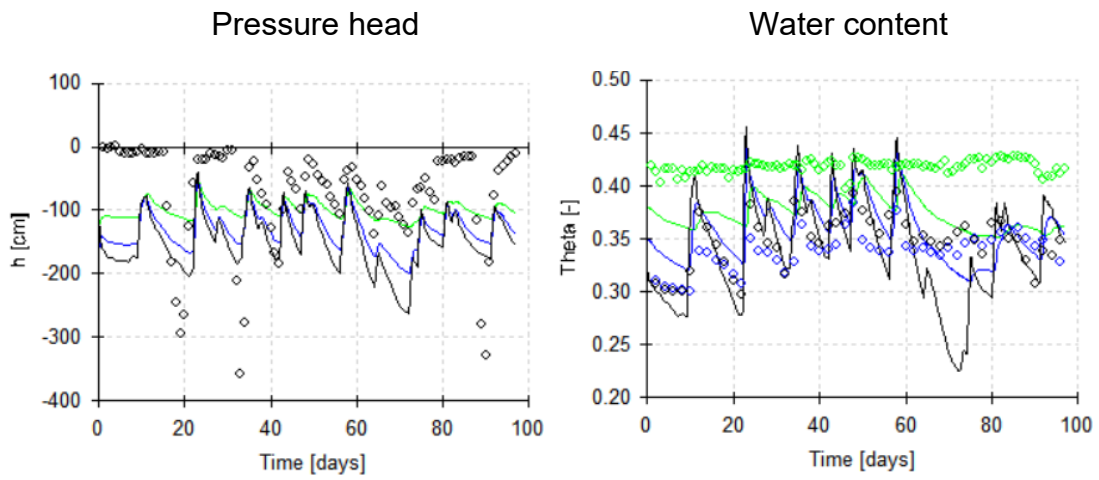 Pressure head
Water content
100
0
-100
-200
-300
-400
h [cm]
0 20 40 60 80 100
Time [days]
0.50
0.45
0.40
0.35
0.30
0.25
0.20
Theta [-]
0 20 40 60 80 100
Time [days]